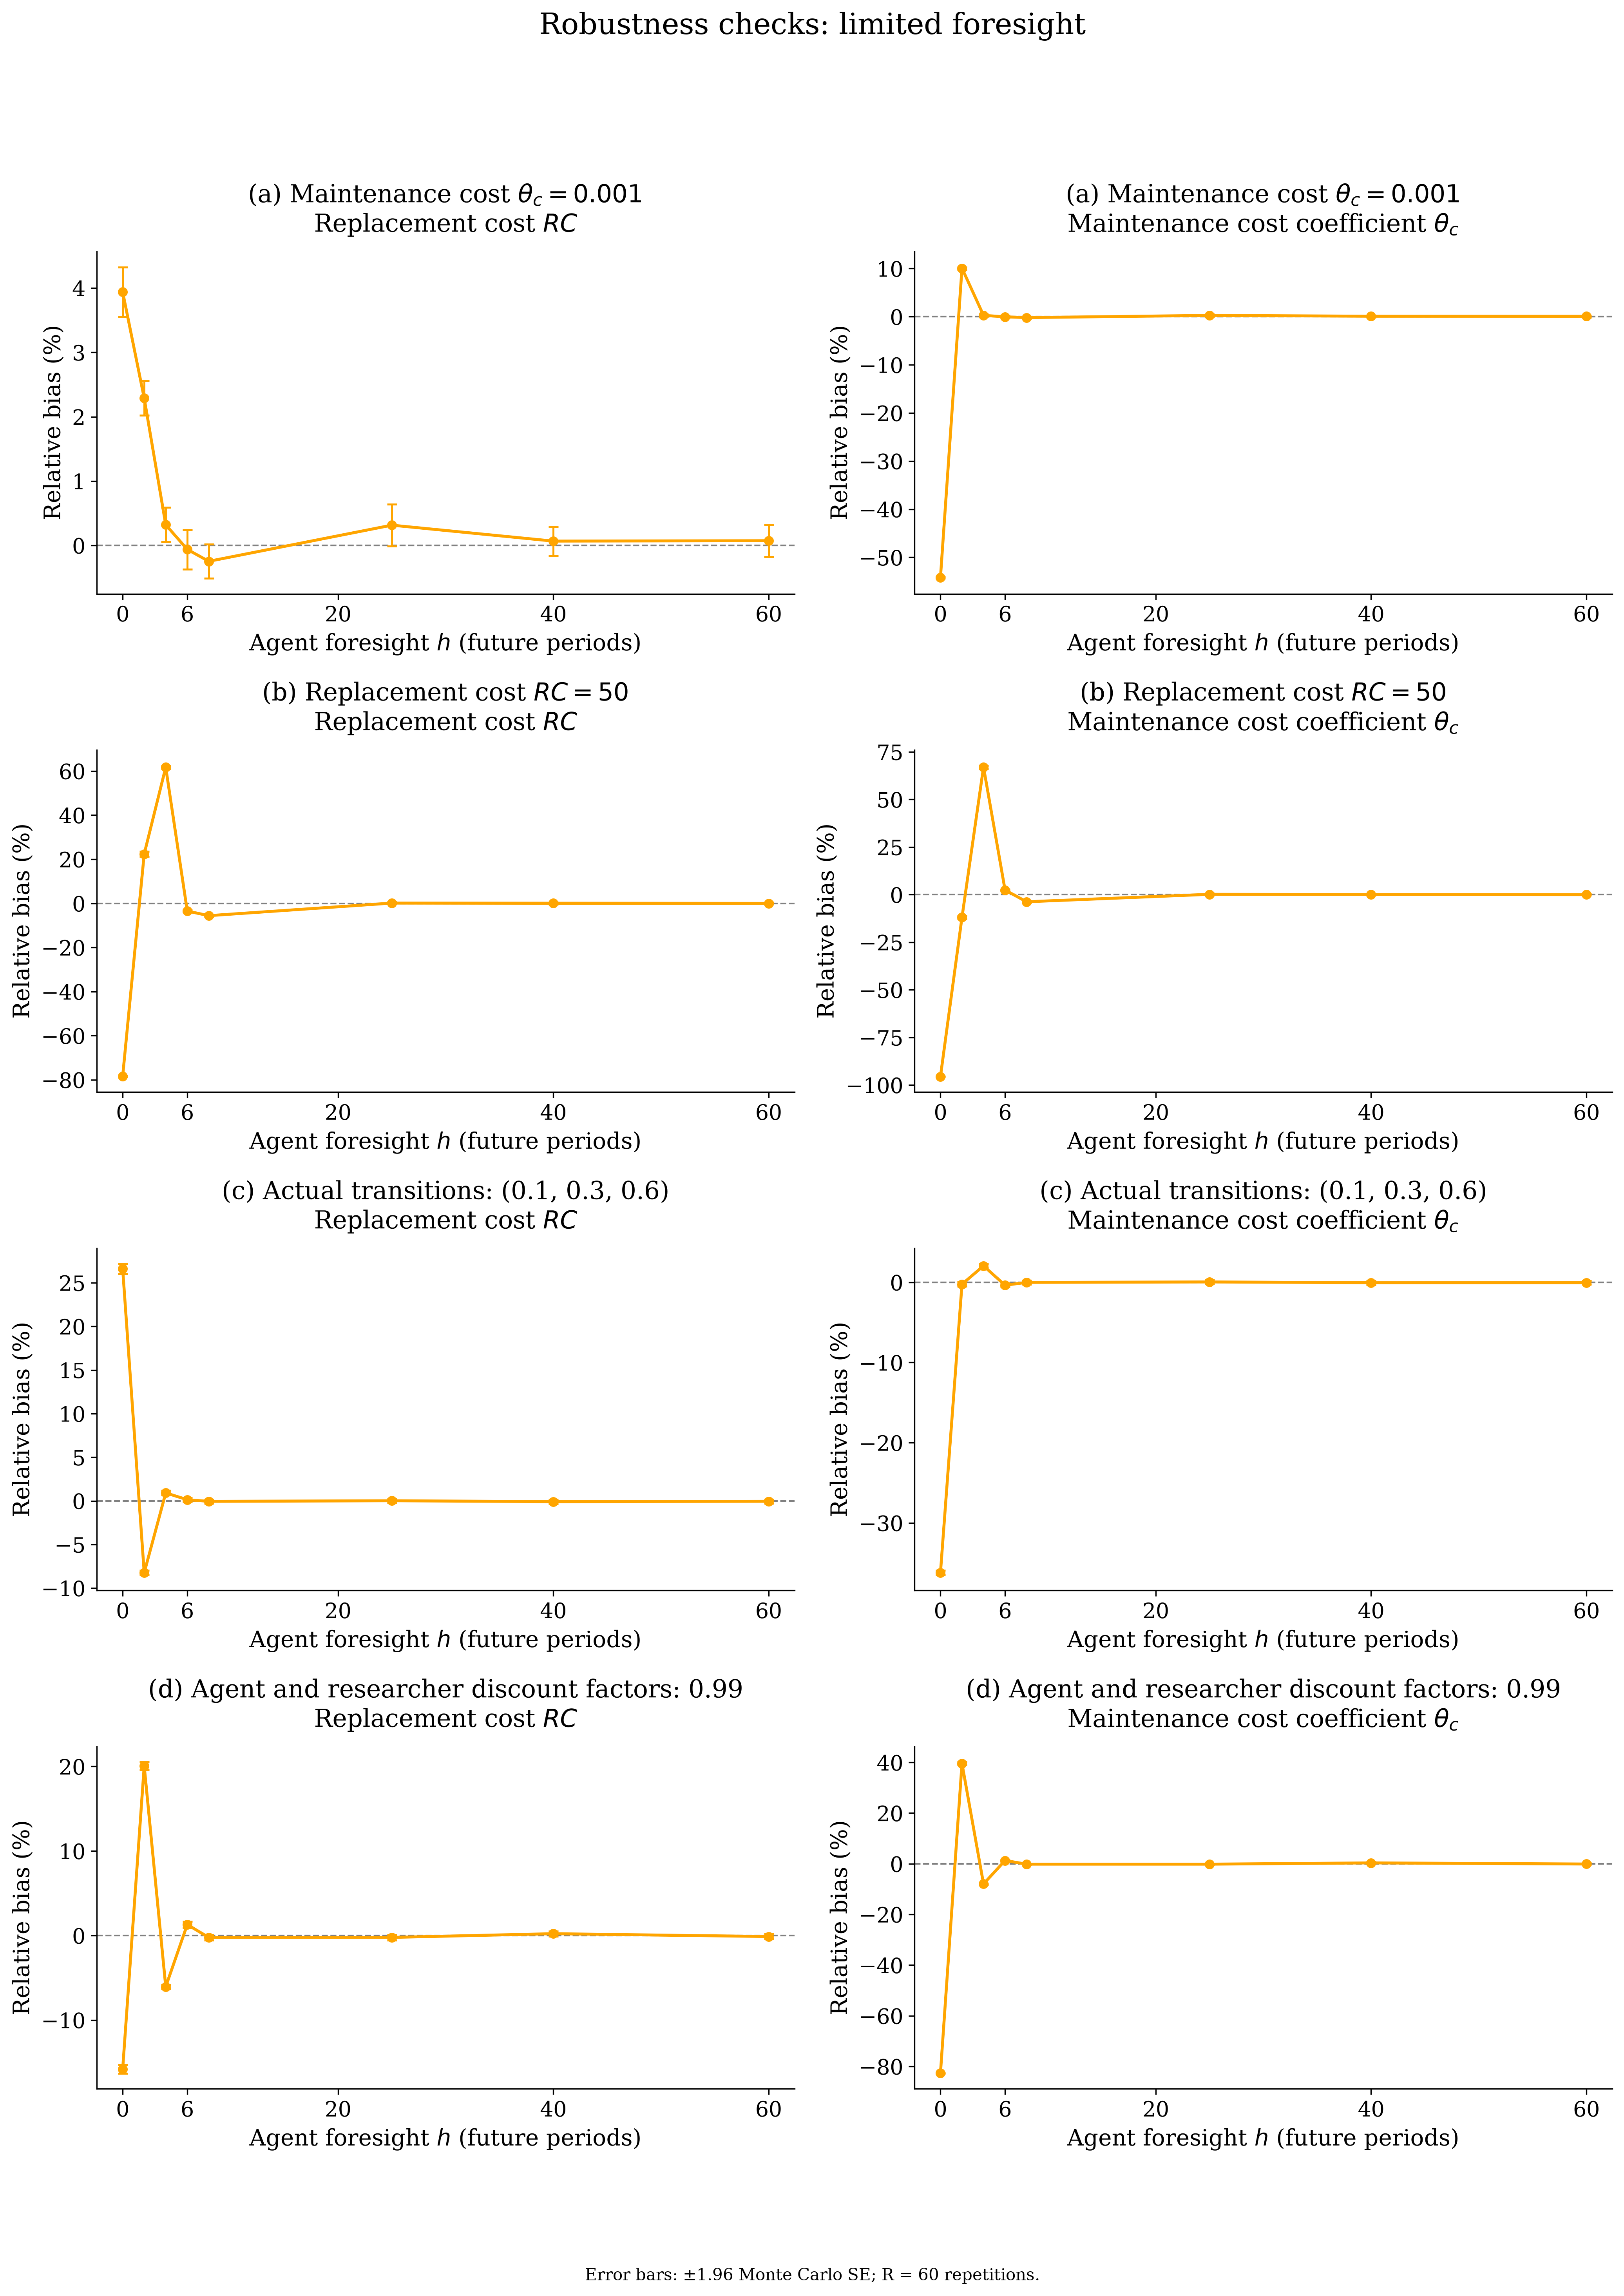 Robustness checks: limited foresight
(a) Maintenance cost θc = 0.001
Replacement cost RC
4
3
2
1
0
Relative bias (%)
0 6 20 40 60
Agent foresight h (future periods)
(a) Maintenance cost θc = 0.001
Maintenance cost coefficient θc
10
0
−10
−20
−30
−40
−50
Relative bias (%)
0 6 20 40 60
Agent foresight h (future periods)
(b) Replacement cost RC = 50
Replacement cost RC
60
40
20
0
−20
−40
−60
−80
Relative bias (%)
0 6 20 40 60
Agent foresight h (future periods)
(b) Replacement cost RC = 50
Maintenance cost coefficient θc
75
50
25
0
−25
−50
−75
−100
Relative bias (%)
0 6 20 40 60
Agent foresight h (future periods)
(c) Actual transitions: (0.1, 0.3, 0.6)
Replacement cost RC
25
20
15
10
5
0
−5
−10
Relative bias (%)
0 6 20 40 60
Agent foresight h (future periods)
(c) Actual transitions: (0.1, 0.3, 0.6)
Maintenance cost coefficient θc
0
−10
−20
−30
Relative bias (%)
0 6 20 40 60
Agent foresight h (future periods)
(d) Agent and researcher discount factors: 0.99
Replacement cost RC
20
10
0
−10
Relative bias (%)
0 6 20 40 60
Agent foresight h (future periods)
(d) Agent and researcher discount factors: 0.99
Maintenance cost coefficient θc
40
20
0
−20
−40
−60
−80
Relative bias (%)
0 6 20 40 60
Agent foresight h (future periods)
Error bars: ±1.96 Monte Carlo SE; R = 60 repetitions.